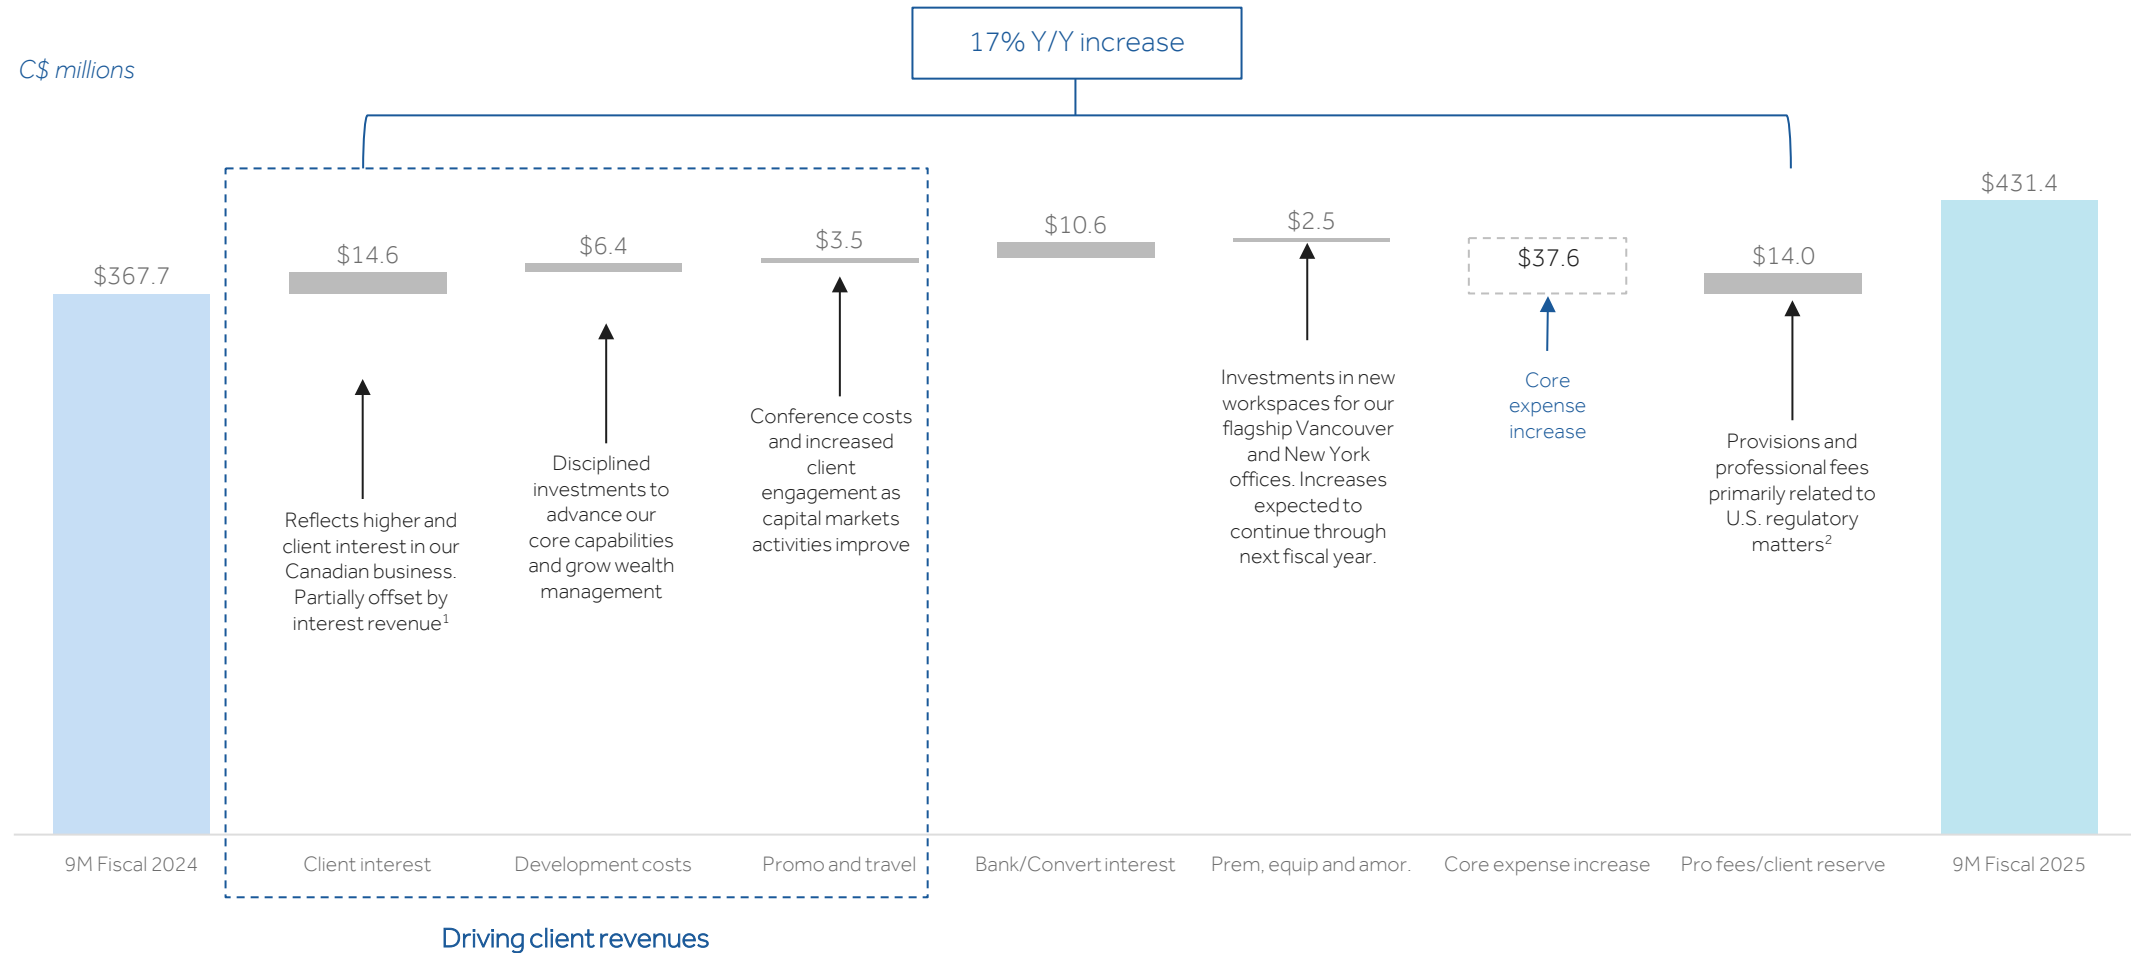 17% Y/Y increase
C$ millions
$367.7
$14.6
$6.4
$3.5
$10.6
$2.5
$37.6
$14.0
$431.4
Reflects higher and
client interest in our
Canadian business.
Partially offset by
interest revenue1
Disciplined
investments to
advance our
core capabilities
and grow wealth
management
Conference costs
and increased
client
engagement as
capital markets
activities improve
Investments in new
workspaces for our
flagship Vancouver
and New York
offices. Increases
expected to
continue through
next fiscal year.
Core
expense
increase
Provisions and
professional fees
primarily related to
U.S. regulatory
matters2
9M Fiscal 2024
Client interest
Development costs
Promo and travel
Bank/Convert interest
Prem, equip and amor.
Core expense increase
Pro fees/client reserve
9M Fiscal 2025
Driving client revenues